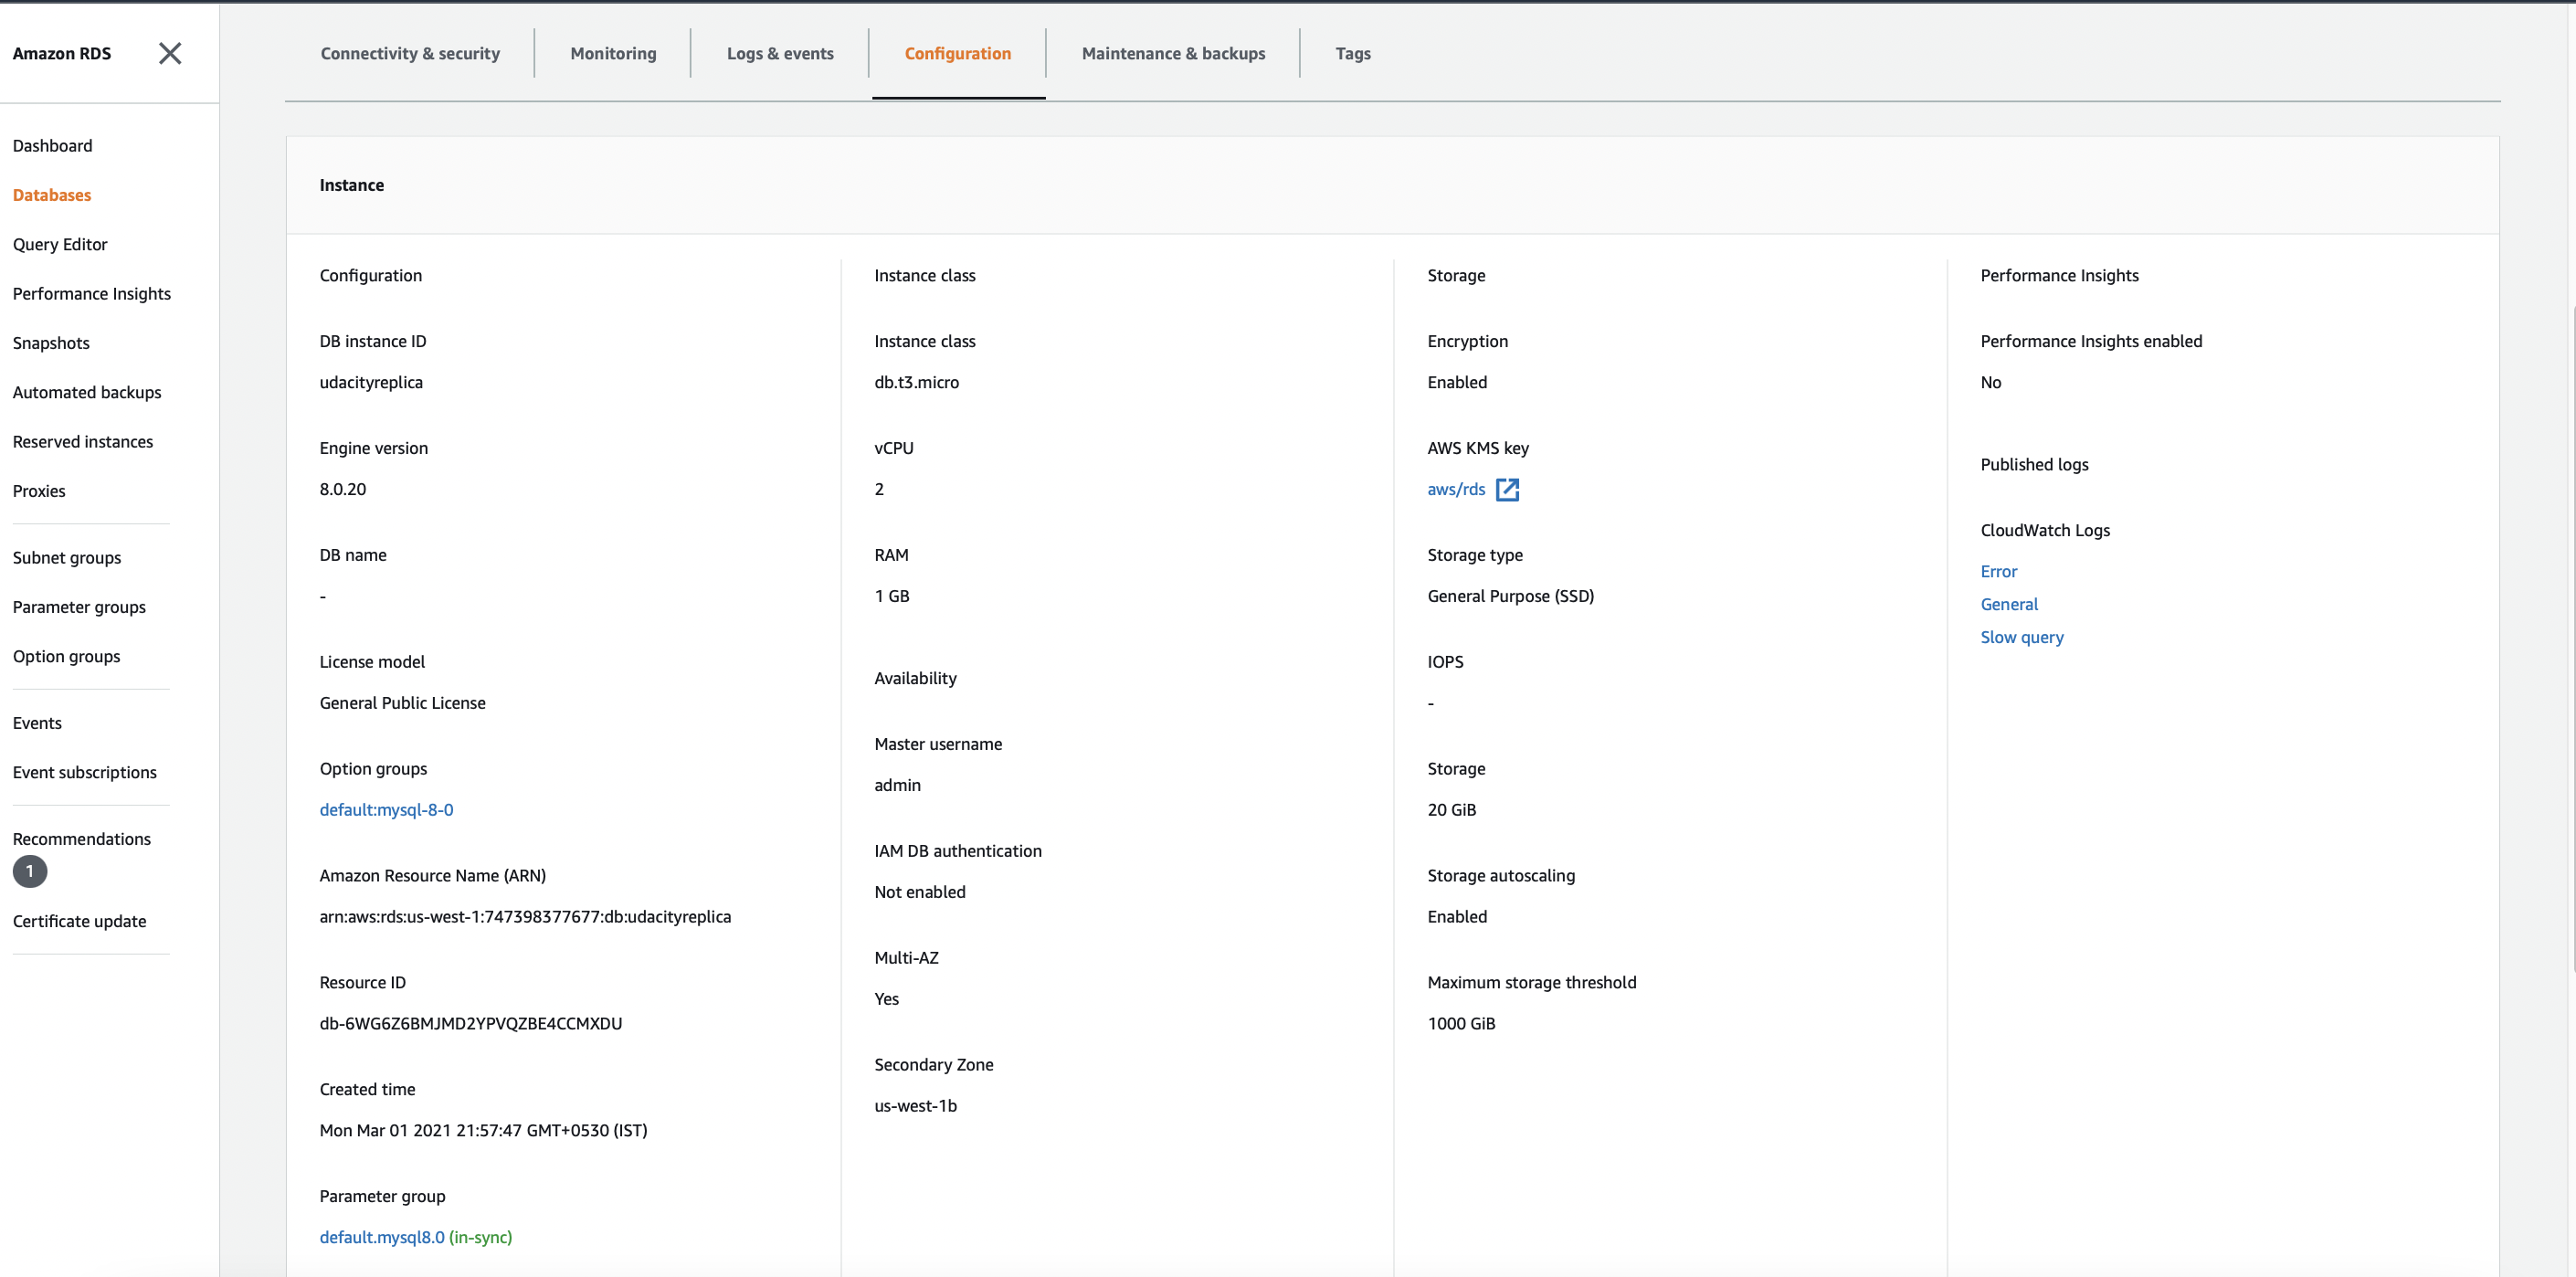 Amazon RDS
Dashboard
Databases
Query Editor
Performance Insights
Snapshots
Automated backups
Reserved instances
Proxies
Subnet groups
Parameter groups
Option groups
Events
Event subscriptions
Recommendations
1
Certificate update
Connectivity & security
Monitoring
Logs & events
Configuration
Maintenance & backups
Tags
Instance
Configuration
DB instance ID
udacityreplica
Engine version
8.0.20
DB name
-
License model
General Public License
Option groups
default:mysql-8-0
Amazon Resource Name (ARN)
arn:aws:rds:us-west-1:747398377677:db:udacityreplica
Resource ID
db-6WG6Z6BMJMD2YPVQZBE4CCMXDU
Created time
Mon Mar 01 2021 21:57:47 GMT+0530 (IST)
Parameter group
default.mysql8.0 (in-sync)
Instance class
Instance class
db.t3.micro
vCPU
2
RAM
1 GB
Availability
Master username
admin
IAM DB authentication
Not enabled
Multi-AZ
Yes
Secondary Zone
us-west-1b
Storage
Encryption
Enabled
AWS KMS key
aws/rds
Storage type
General Purpose (SSD)
IOPS
-
Storage
20 GiB
Storage autoscaling
Enabled
Maximum storage threshold
1000 GiB
Performance Insights
Performance Insights enabled
No
Published logs
CloudWatch Logs
Error
General
Slow query